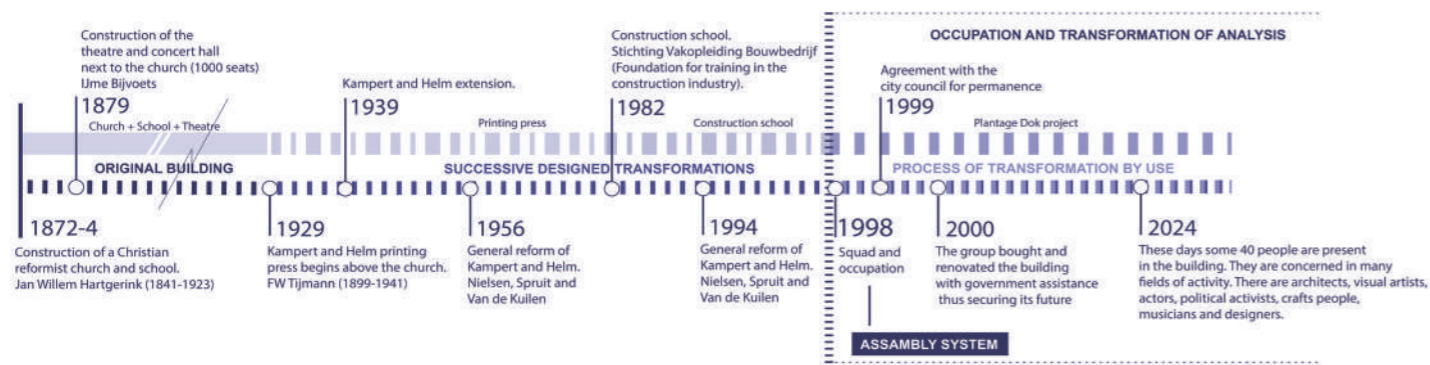 Construction of the
theatre and concert hall
next to the church (1000 seats)
IJme Bijvoets
1879
Church + School + Theatre
Kampert and Helm extension.
1939
Printing press
Construction school.
Stichting Vakopleiding Bouwbedrijf
(Foundation for training in the
construction industry).
1982
Construction school
OCCUPATION AND TRANSFORMATION OF ANALYSIS
Agreement with the
city council for permanence
1999
Plantage Dok project
ORIGINAL BUILDING
SUCCESSIVE DESIGNED TRANSFORMATIONS
PROCESS OF TRANSFORMATION BY USE
1872-4
Construction of a Christian
reformist church and school.
Jan Willem Hartgerink (1841-1923)
1929
Kampert and Helm printing
press begins above the church.
FW Tijmann (1899-1941)
1956
General reform of
Kampert and Helm.
Nielsen, Spruit and
Van de Kuilen
1994
General reform of
Kampert and Helm.
Nielsen, Spruit and
Van de Kuilen
1998
Squad and
occupation
ASSAMBLY SYSTEM
2000
The group bought and
renovated the building
with government assistance
thus securing its future
2024
These days some 40 people are present
in the building. They are concerned in many
fields of activity. There are architects, visual artists,
actors, political activists, crafts people,
musicians and designers.